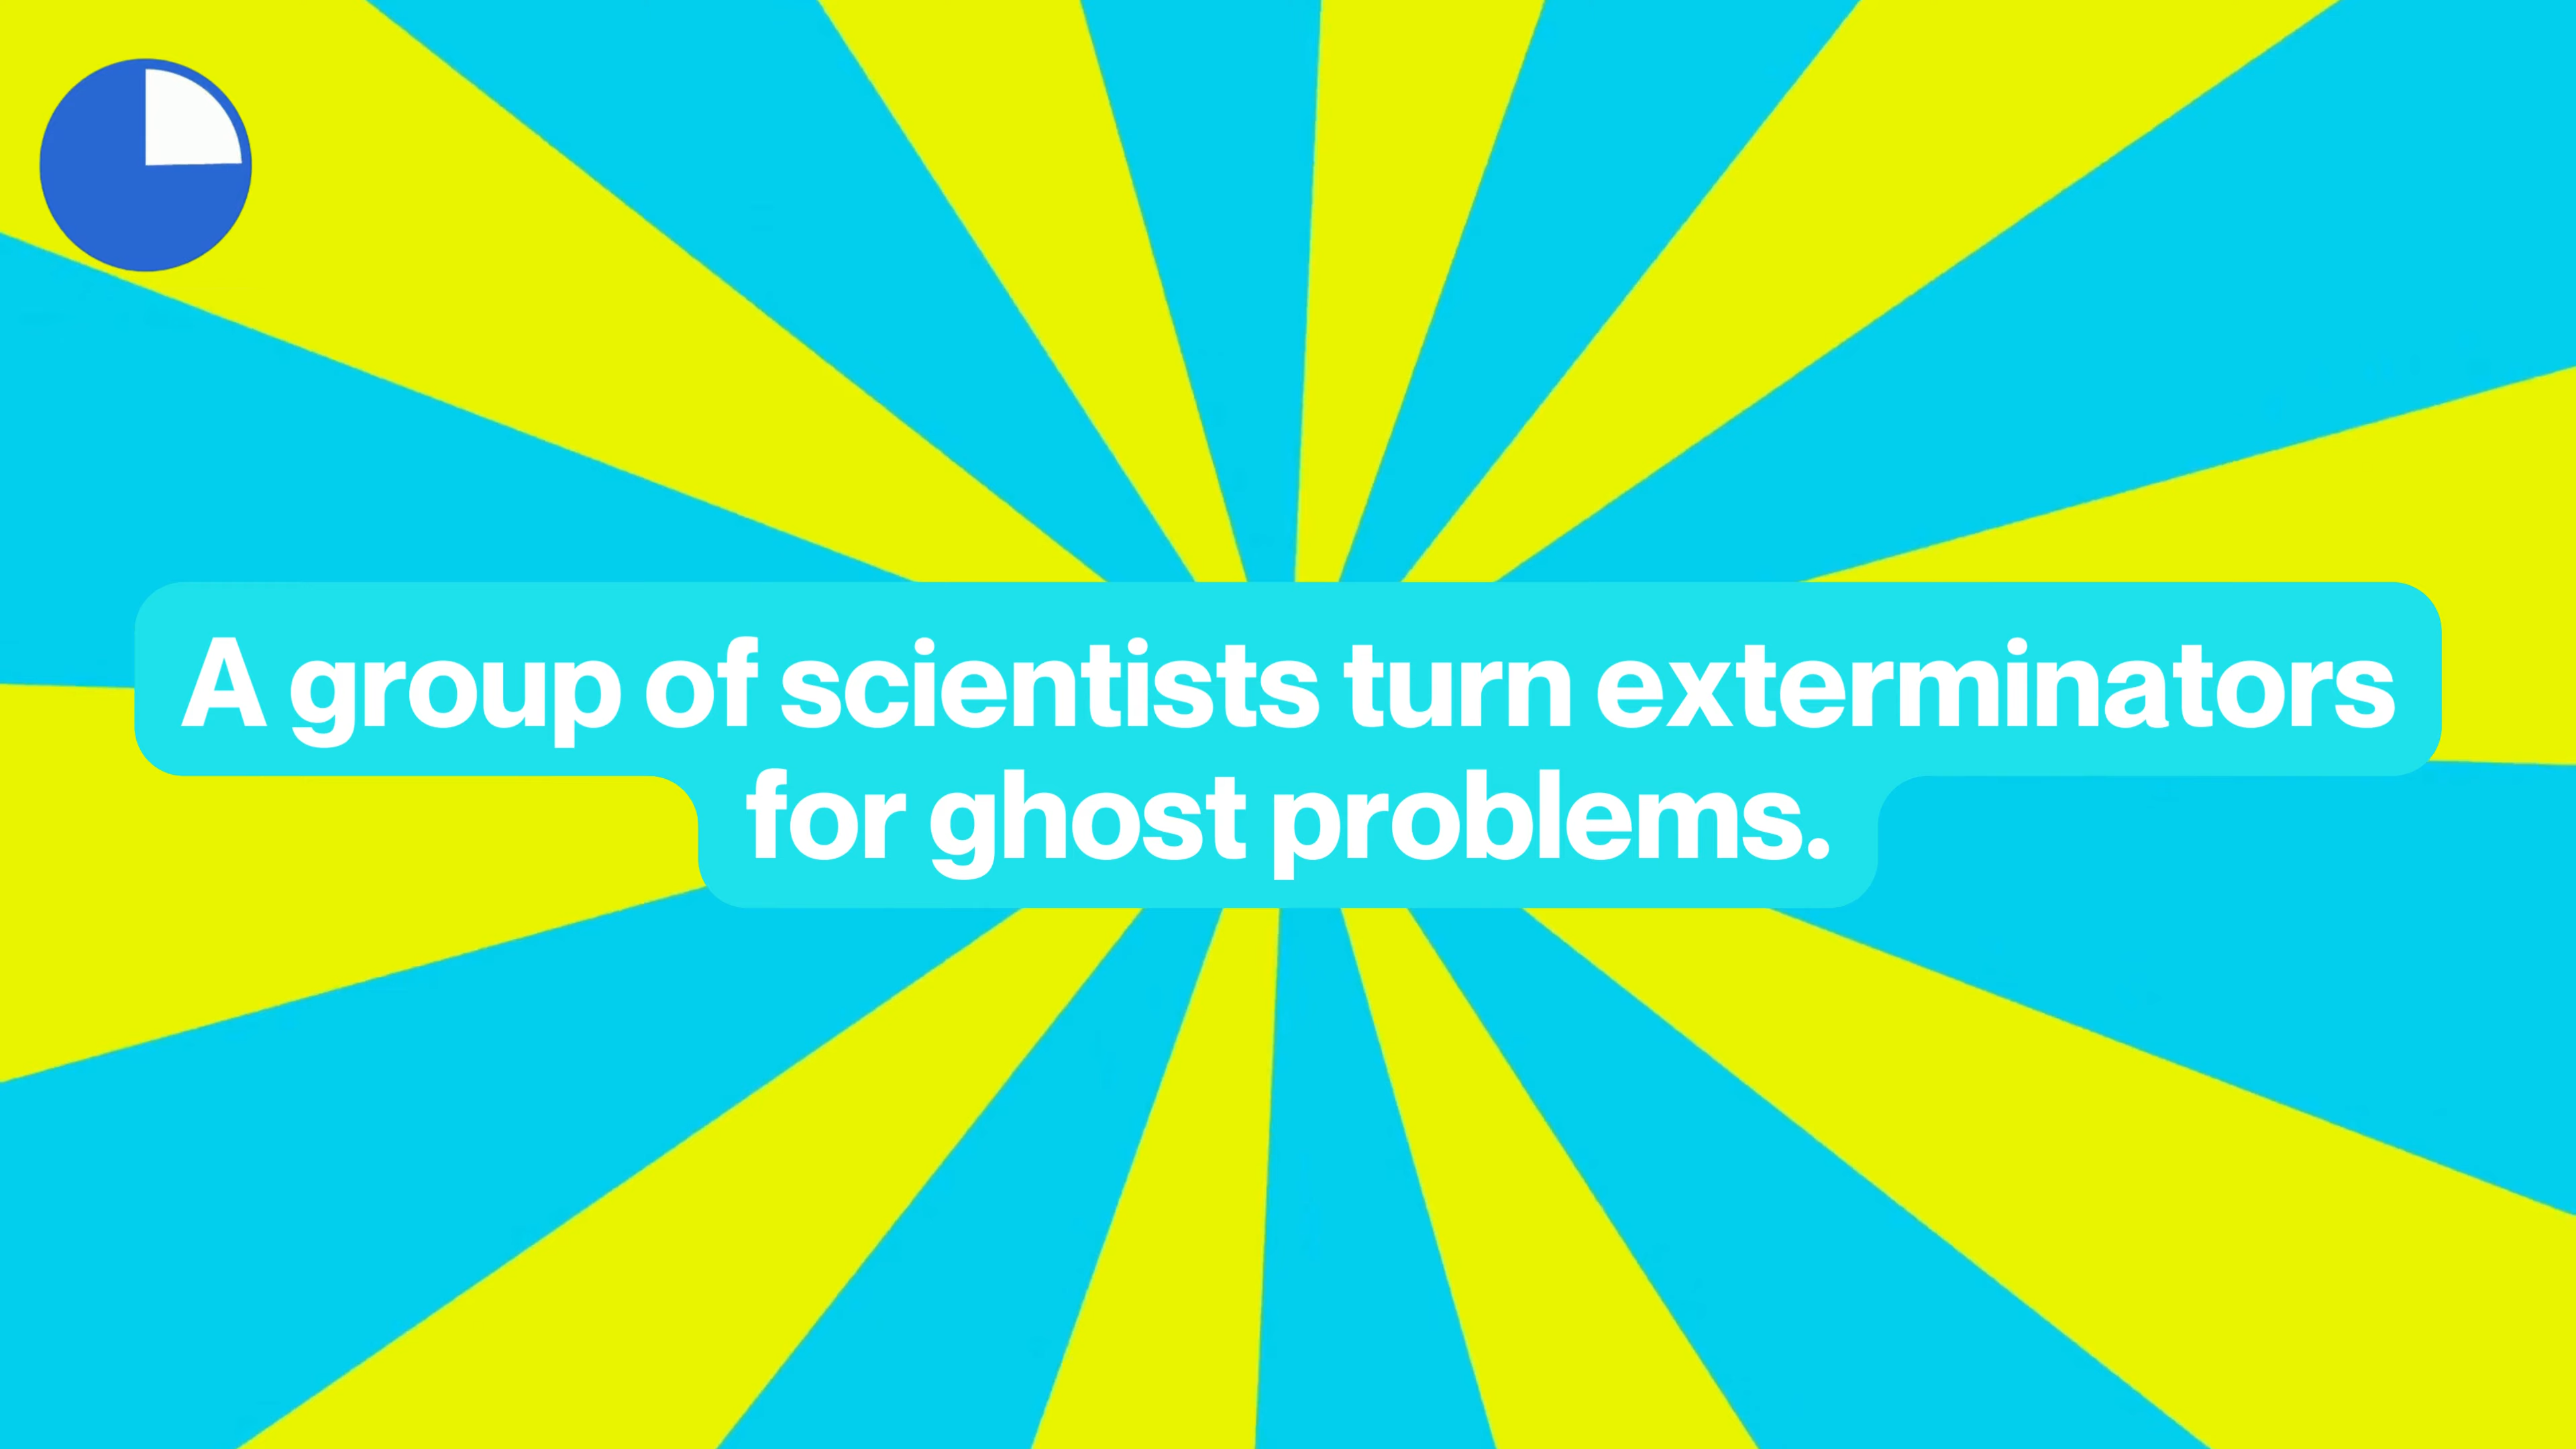 A group of scientists turn exterminators
for ghost problems.